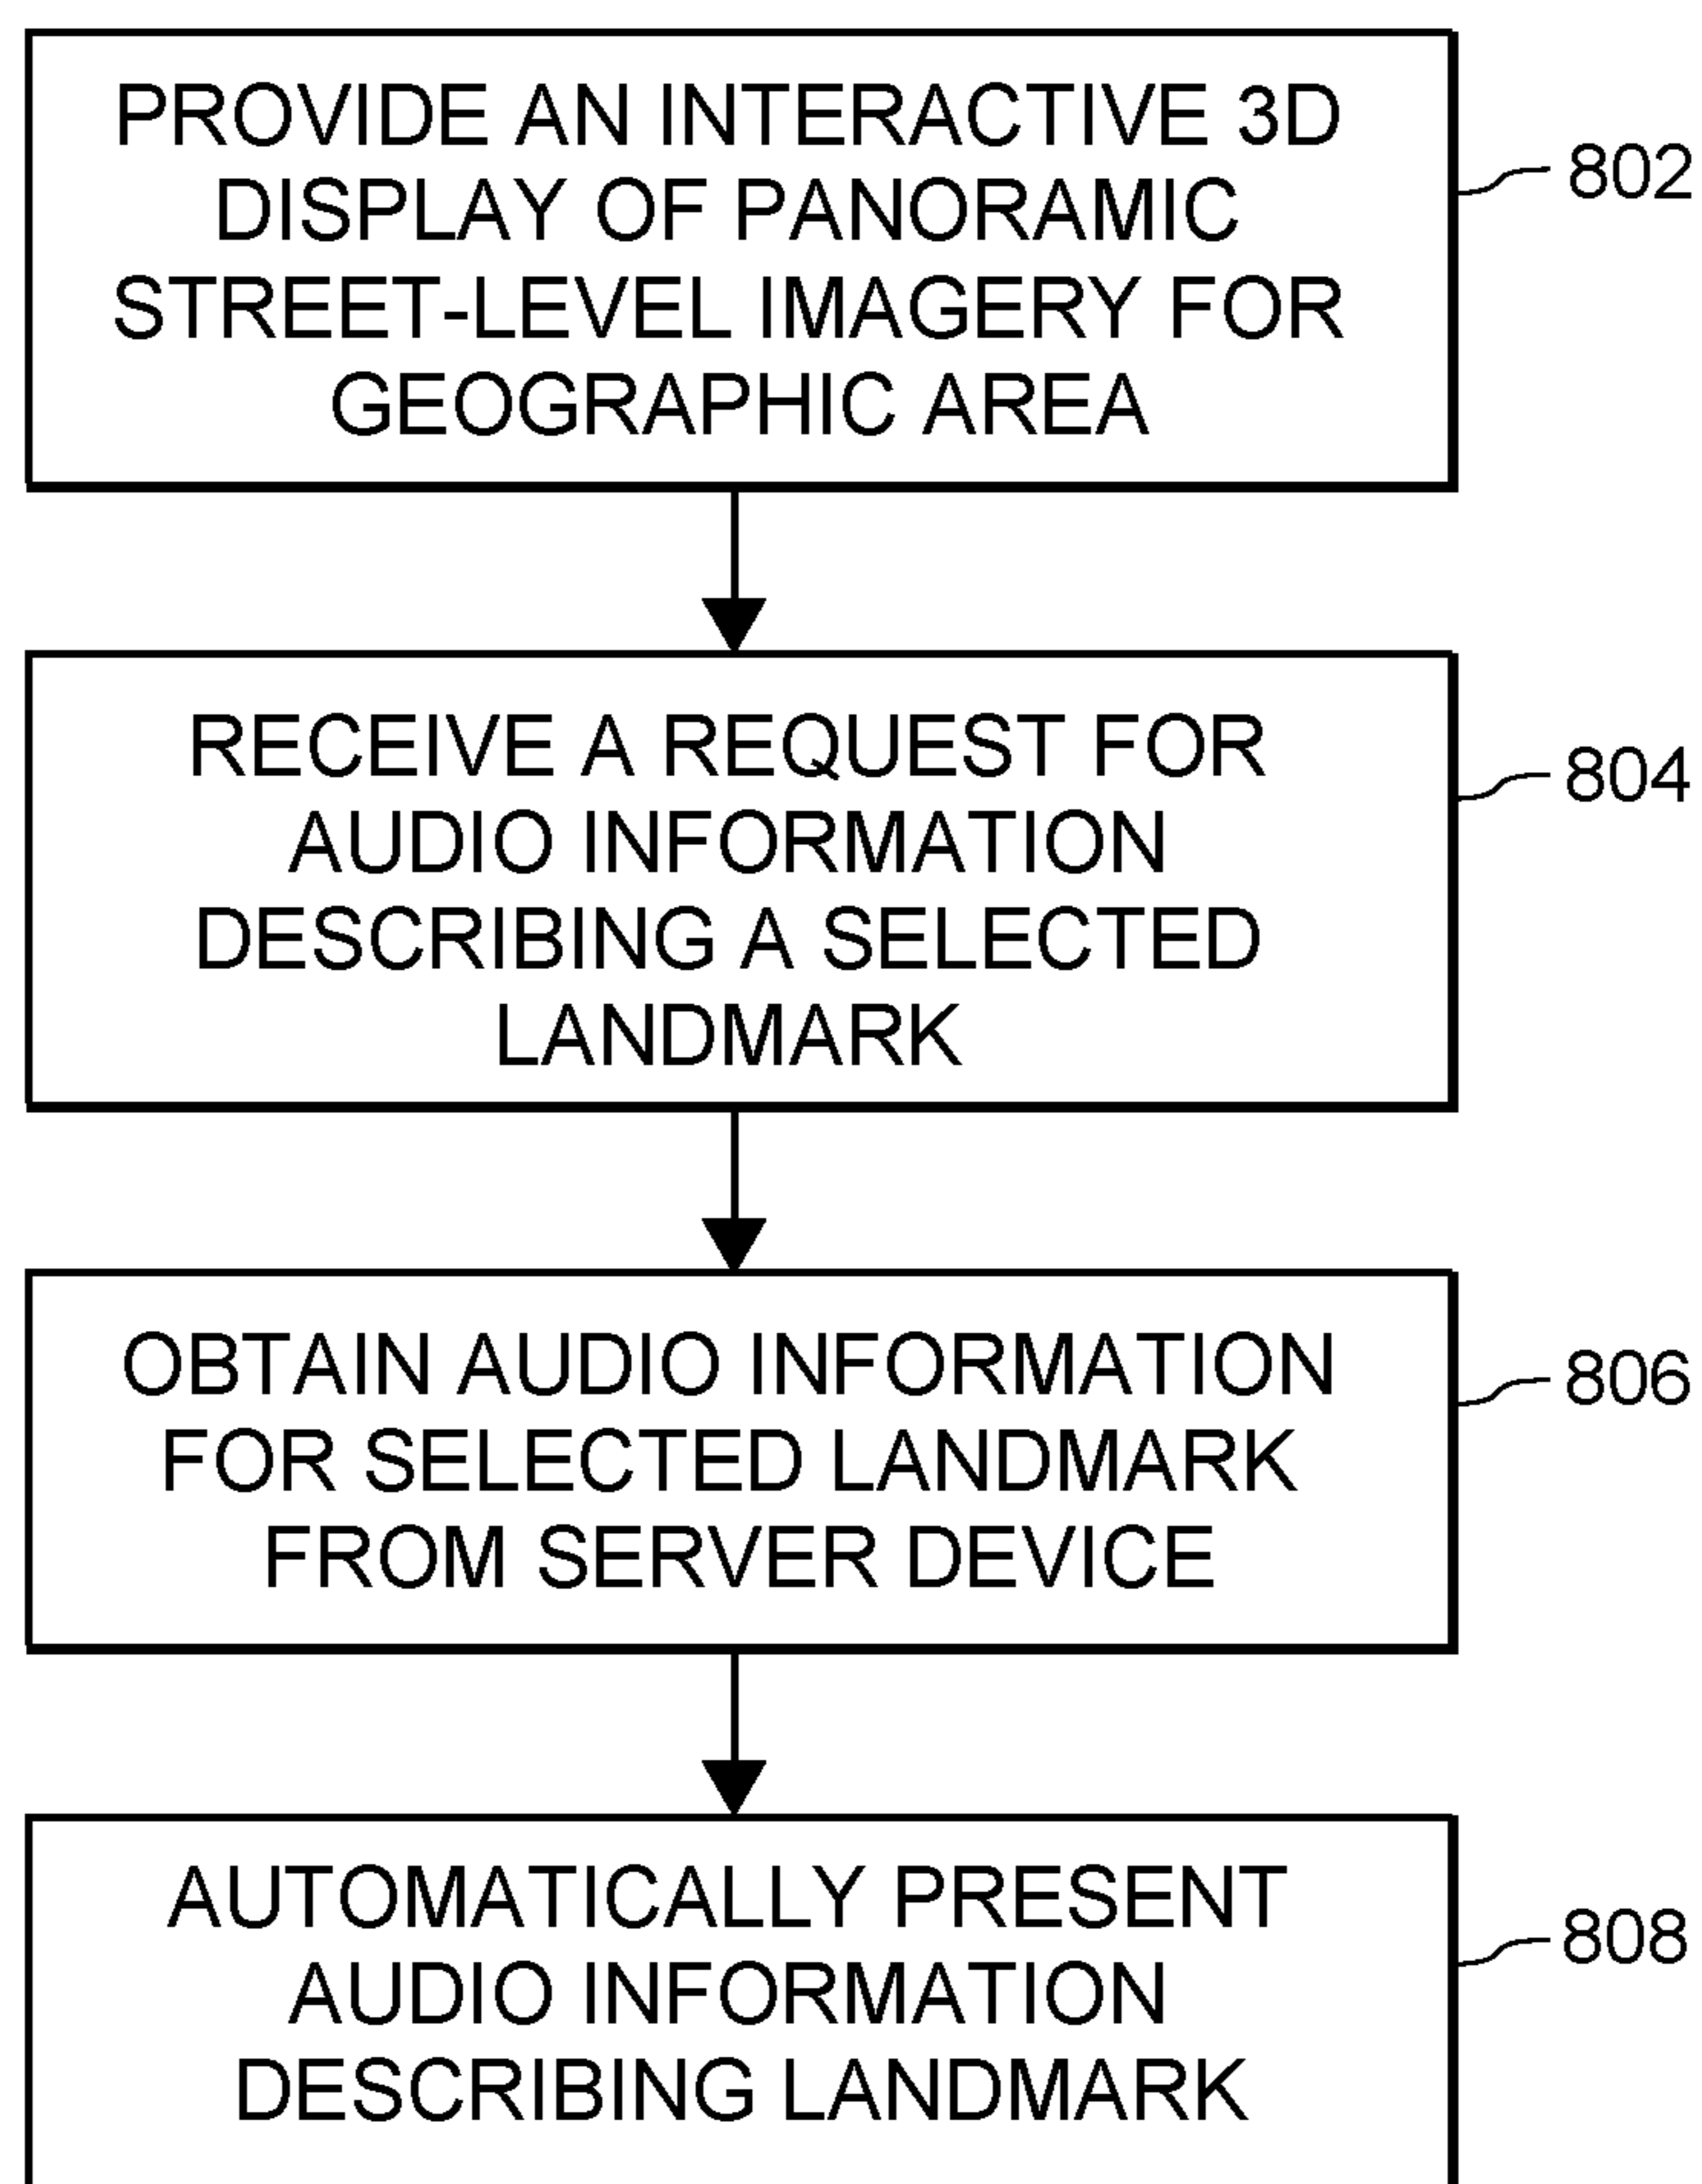 PROVIDE AN INTERACTIVE 3D
DISPLAY OF PANORAMIC
STREET-LEVEL IMAGERY FOR
GEOGRAPHIC AREA
802
RECEIVE A REQUEST FOR
AUDIO INFORMATION
DESCRIBING A SELECTED
LANDMARK
804
OBTAIN AUDIO INFORMATION
FOR SELECTED LANDMARK
FROM SERVER DEVICE
806
AUTOMATICALLY PRESENT
AUDIO INFORMATION
DESCRIBING LANDMARK
808